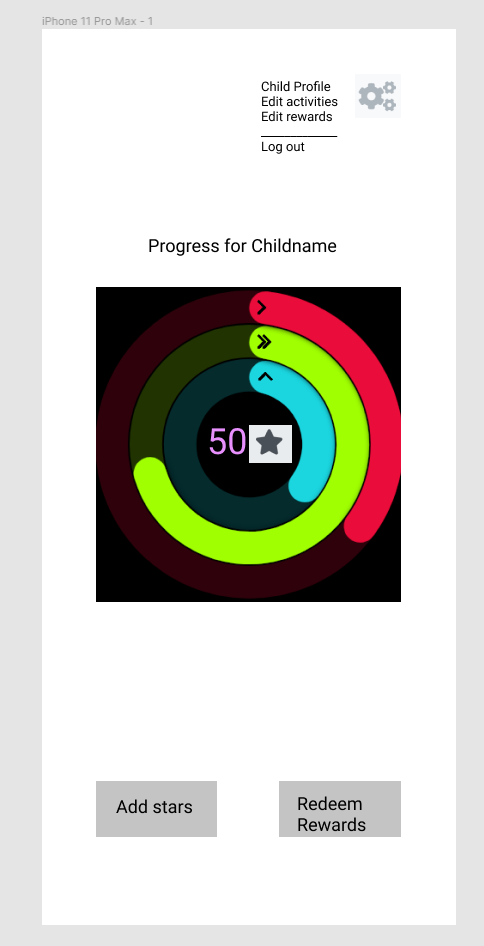 iPhone 11 Pro Max - 1
Child Profile
Edit activities
Edit rewards
Log out
Progress for Childname
50
Add stars
Redeem
Rewards